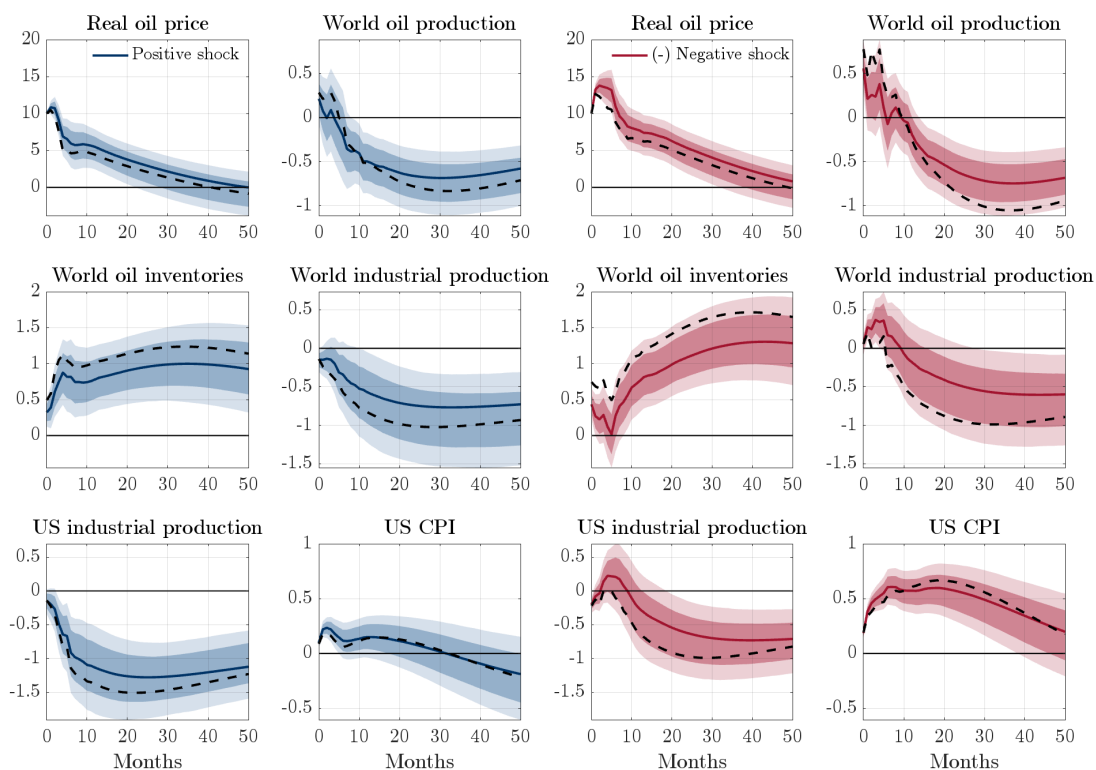 Real oil price
World oil production
Real oil price
World oil production
20
15
10
5
0
Positive shock
0 10 20 30 40 50
0.5
0
-0.5
-1
0 10 20 30 40 50
20
15
10
5
0
(-) Negative shock
0 10 20 30 40 50
0.5
0
-0.5
-1
0 10 20 30 40 50
World oil inventories
World industrial production
World oil inventories
World industrial production
2
1.5
1
0.5
0
0 10 20 30 40 50
0.5
0
-0.5
-1
-1.5
0 10 20 30 40 50
2
1.5
1
0.5
0
0 10 20 30 40 50
0.5
0
-0.5
-1
-1.5
0 10 20 30 40 50
US industrial production
US CPI
US industrial production
US CPI
0.5
0
-0.5
-1
-1.5
0 10 20 30 40 50
Months
1
0.5
0
-0.5
0 10 20 30 40 50
Months
0.5
0
-0.5
-1
-1.5
0 10 20 30 40 50
Months
1
0.5
0
-0.5
0 10 20 30 40 50
Months